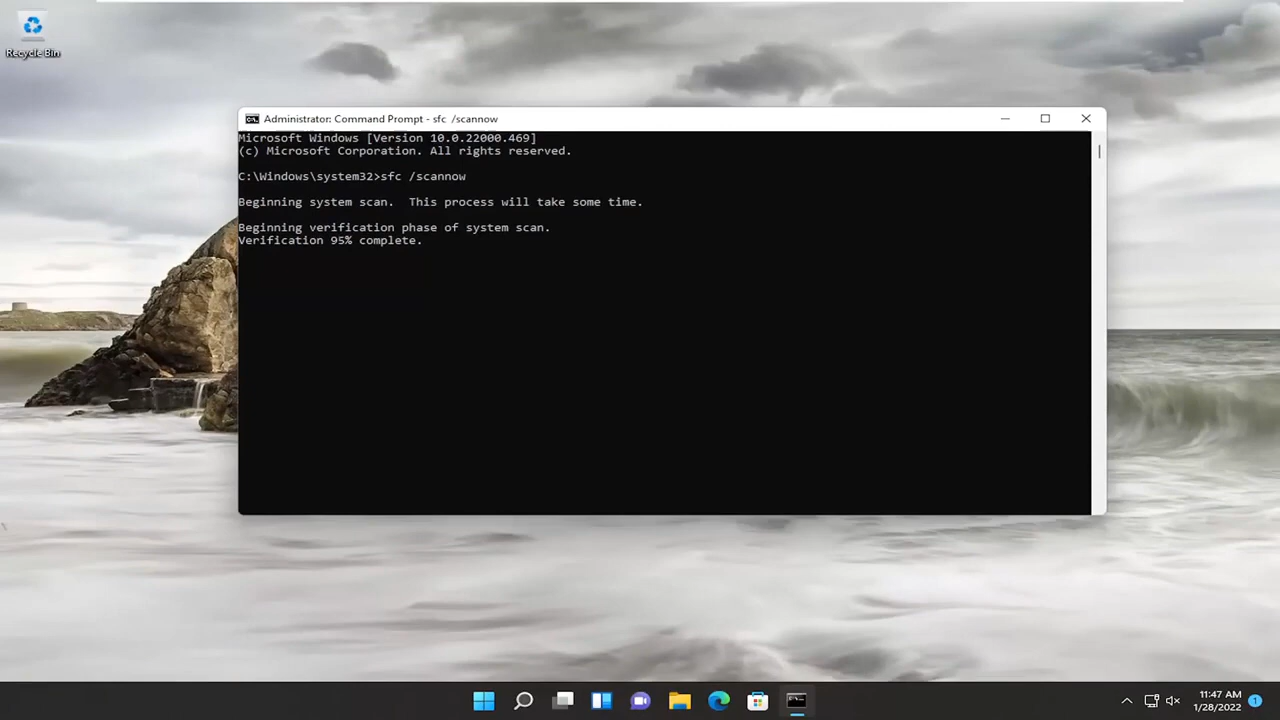 Recycle Bin
Administrator: Command Prompt - sfc  /scannow
Microsoft Windows [Version 10.0.22000.469]
(c) Microsoft Corporation. All rights reserved.
C:\Windows\system32>sfc /scannow
Beginning system scan.  This process will take some time.
Beginning verification phase of system scan.
Verification 95% complete.
11:47 AM
1/28/2022
1